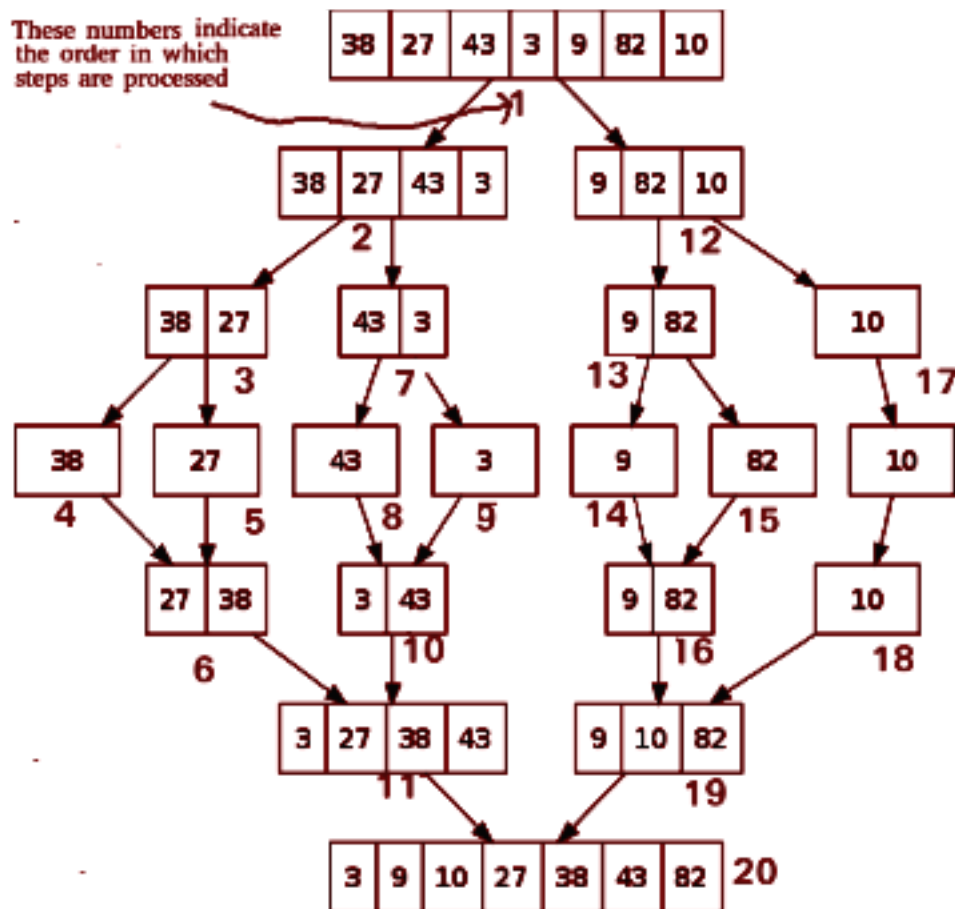 These numbers indicate
the order in which
steps are processed
38 27 43 3 9 82 10
1
38 27 43 3 9 82 10
2 12
38 27 43 3 9 82 10
3 7 13 17
38 27 43 3 9 82 10
4 5 8 9 14 15
27 38 3 43 9 82 10
6 10 16 18
3 27 38 43 9 10 82
11 19
3 9 10 27 38 43 82 20